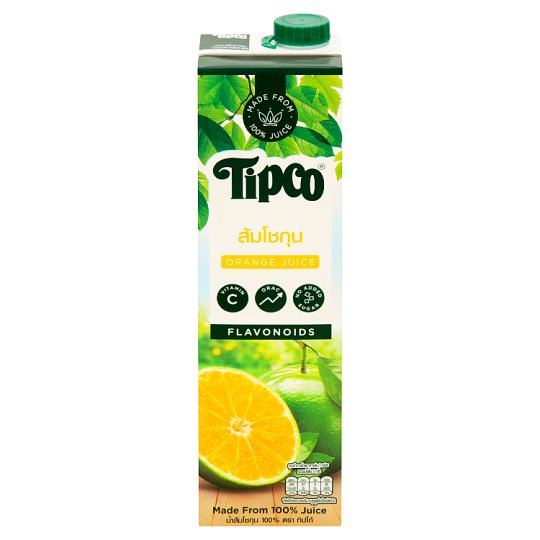 MADE FROM
100% JUICE
Tipco®
ส้มโชกุน
ORANGE JUICE
VITAMIN
C
ORAC
NO ADDED
SUGAR
FLAVONOIDS
Made From 100% Juice
น้ำส้มโชกุน 100% ตรา ทิปโก้